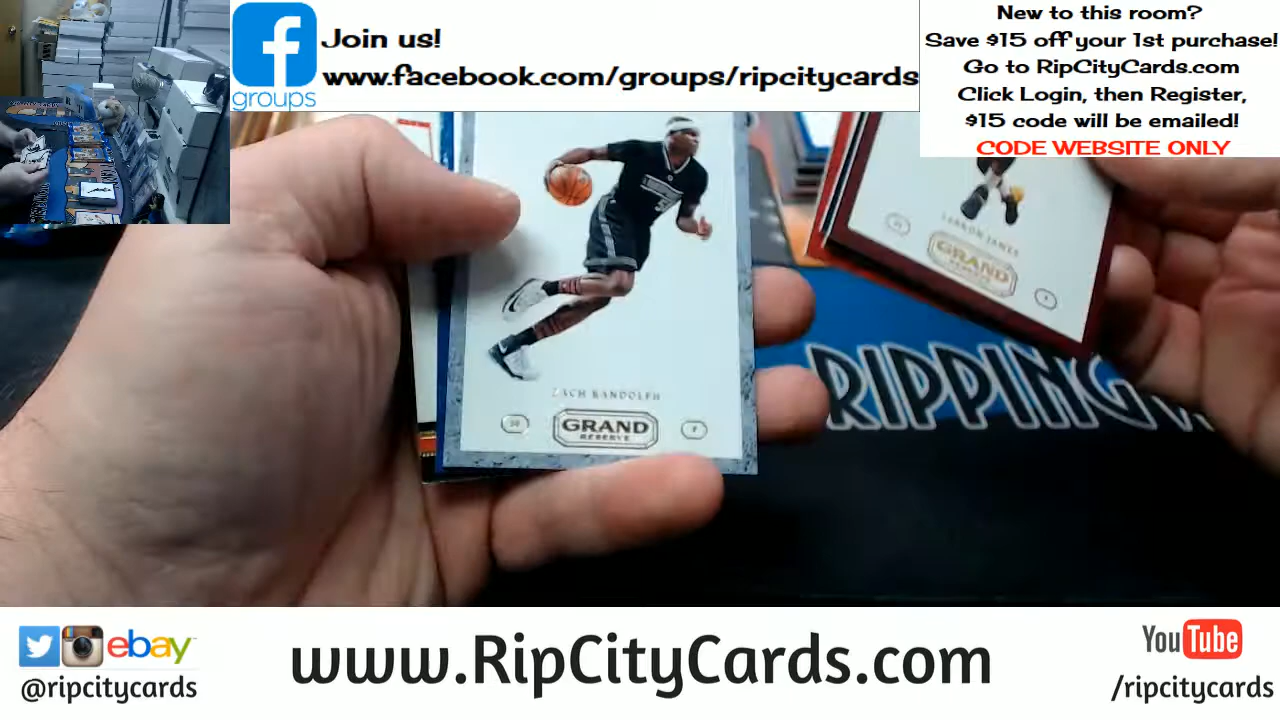 Join us!
www.facebook.com/groups/ripcitycards
groups
New to this room?
Save $15 off your 1st purchase!
Go to RipCityCards.com
Click Login, then Register,
$15 code will be emailed!
CODE WEBSITE ONLY
LEBRON JAMES
GRAND
RESERVE
ZACH RANDOLPH
50
GRAND
RESERVE
F
RIPPING
ebay
@ripcitycards
www.RipCityCards.com
YouTube
/ripcitycards